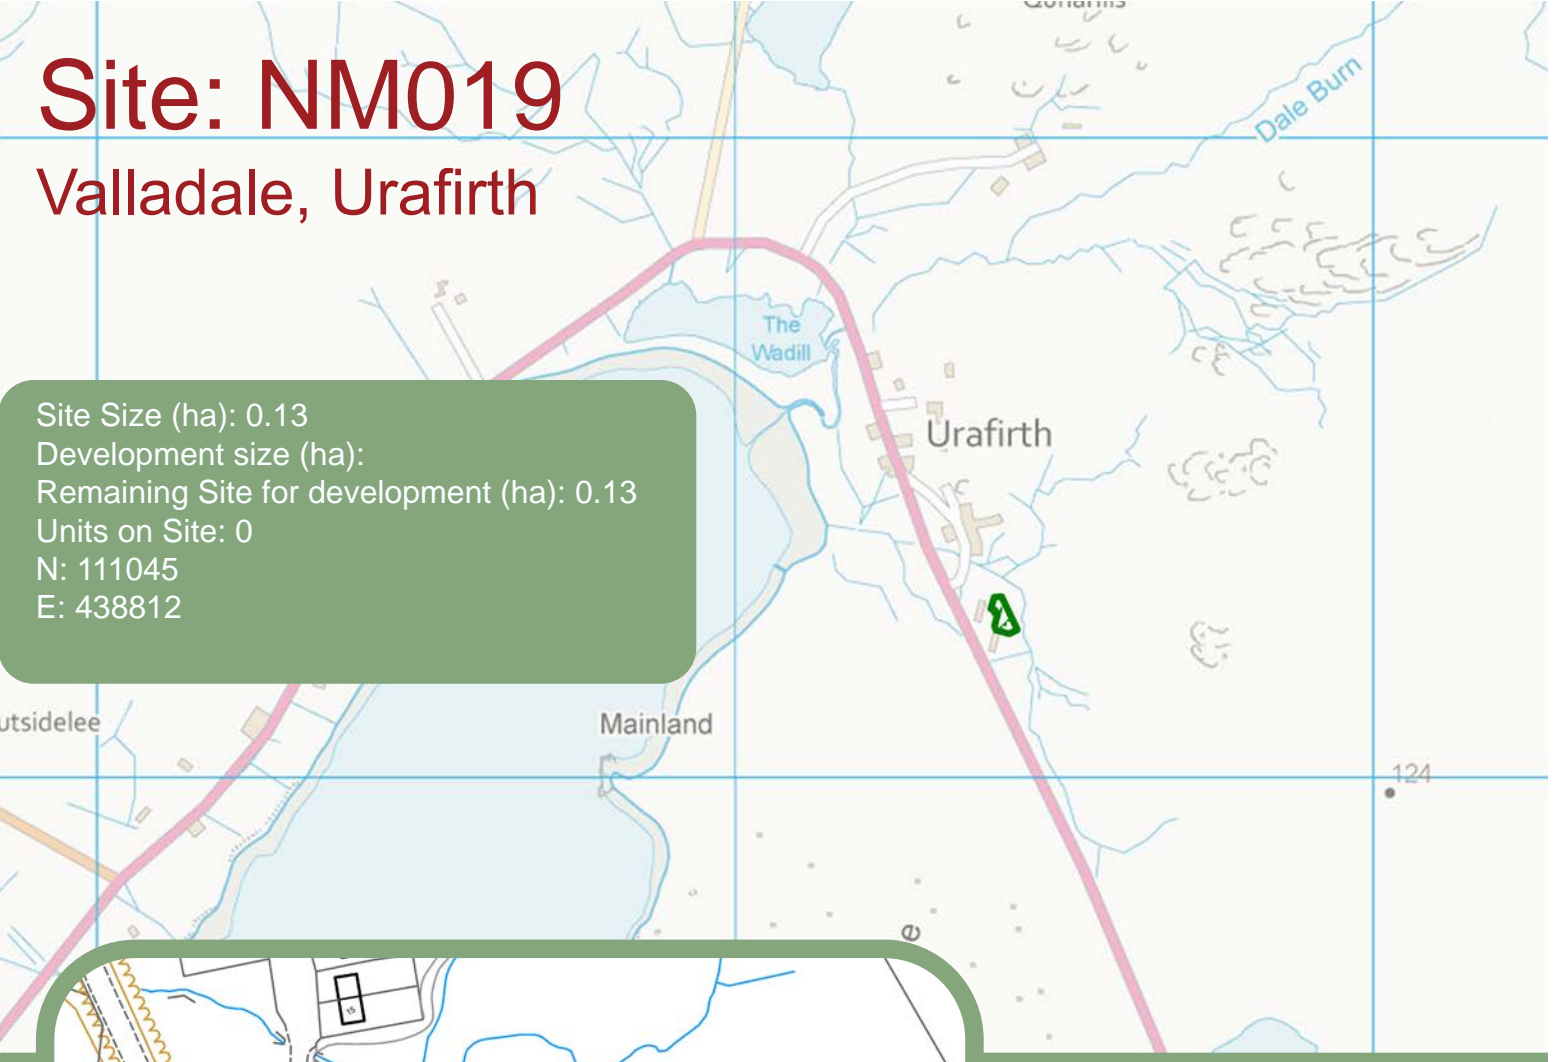 Site: NM019
Valladale, Urafirth
Dale Burn
The
Wadill
Site Size (ha): 0.13
Development size (ha):
Remaining Site for development (ha): 0.13
Units on Site: 0
N: 111045
E: 438812
Urafirth
utsidelee
Mainland
124
e
15